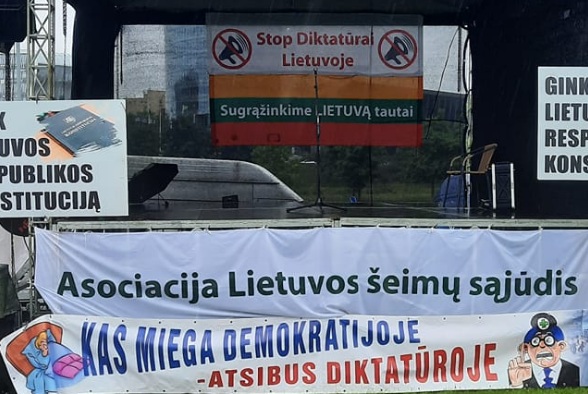 Stop Diktatūrai
Lietuvoje
Sugrąžinkime LIETUVĄ tautai
GINK
LIETU
RESP
KONS
K
TUVOS
PUBLIKOS
STITUCIJĄ
Asociacija Lietuvos šeimų sąjūdis
KAS MIEGA DEMOKRATIJOJE
-ATSIBUS DIKTATŪROJE